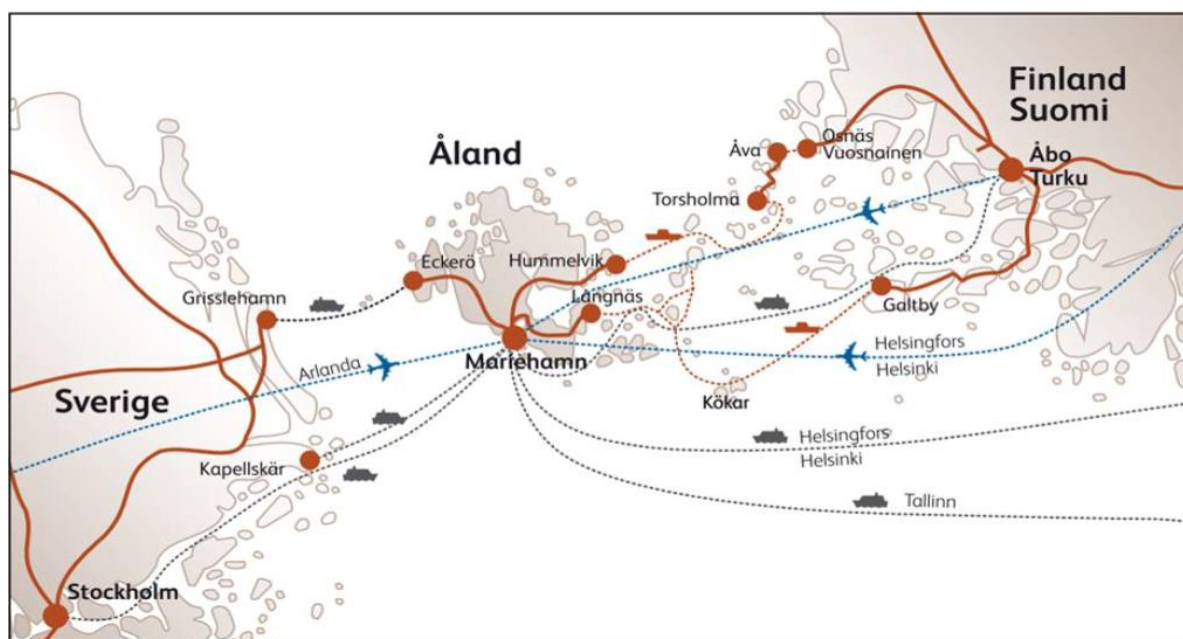 Finland
Suomi
Åland
Åva
Osnäs
Vuosnainen
Åbo
Turku
Torsholma
Eckerö
Hummelvik
Grisslehamn
Långnäs
Galtby
Mariehamn
Helsingfors
Helsinki
Arlanda
Sverige
Kökar
Helsingfors
Helsinki
Kapellskär
Tallinn
Stockholm